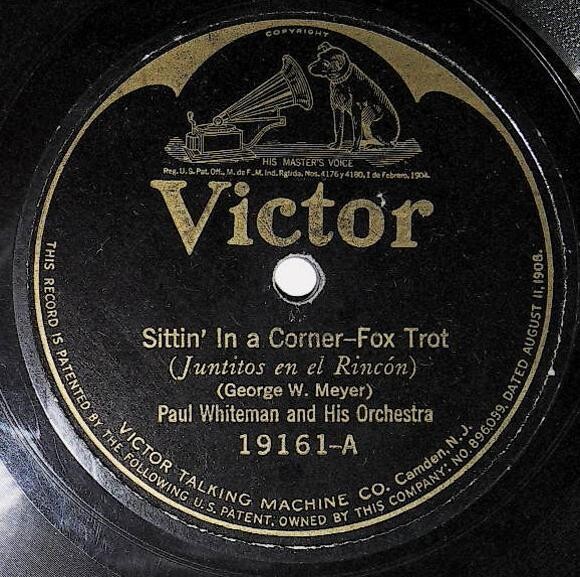 COPYRIGHT
HIS MASTER'S VOICE
Reg. U.S. Pat. Off., M. de F., M. Ind. Rgtrda. Nos. 4176 y 4180, 1 de Febrero, 1904.
Victor
Sittin' In a Corner–Fox Trot
(Juntitos en el Rincón)
(George W. Meyer)
Paul Whiteman and His Orchestra
19161-A
VICTOR TALKING MACHINE CO. Camden, N. J.
THIS RECORD IS PATENTED BY THE FOLLOWING U.S. PATENT, OWNED BY THIS COMPANY: NO. 896059, DATED AUGUST 11, 1908.